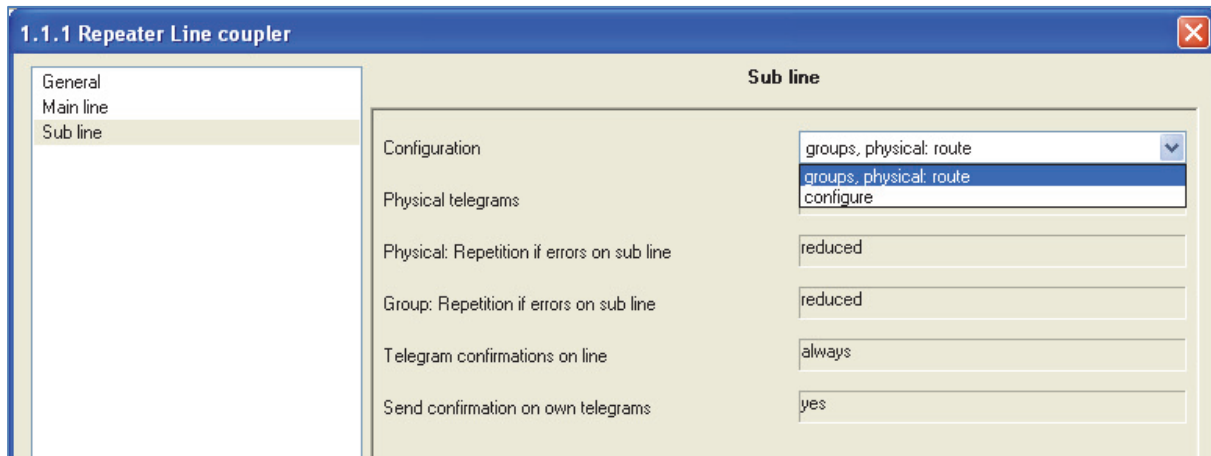 1.1.1 Repeater Line coupler
General
Main line
Sub line
Sub line
Configuration
groups, physical: route
groups, physical: route
configure
Physical telegrams
Physical: Repetition if errors on sub line
reduced
Group: Repetition if errors on sub line
reduced
Telegram confirmations on line
always
Send confirmation on own telegrams
yes